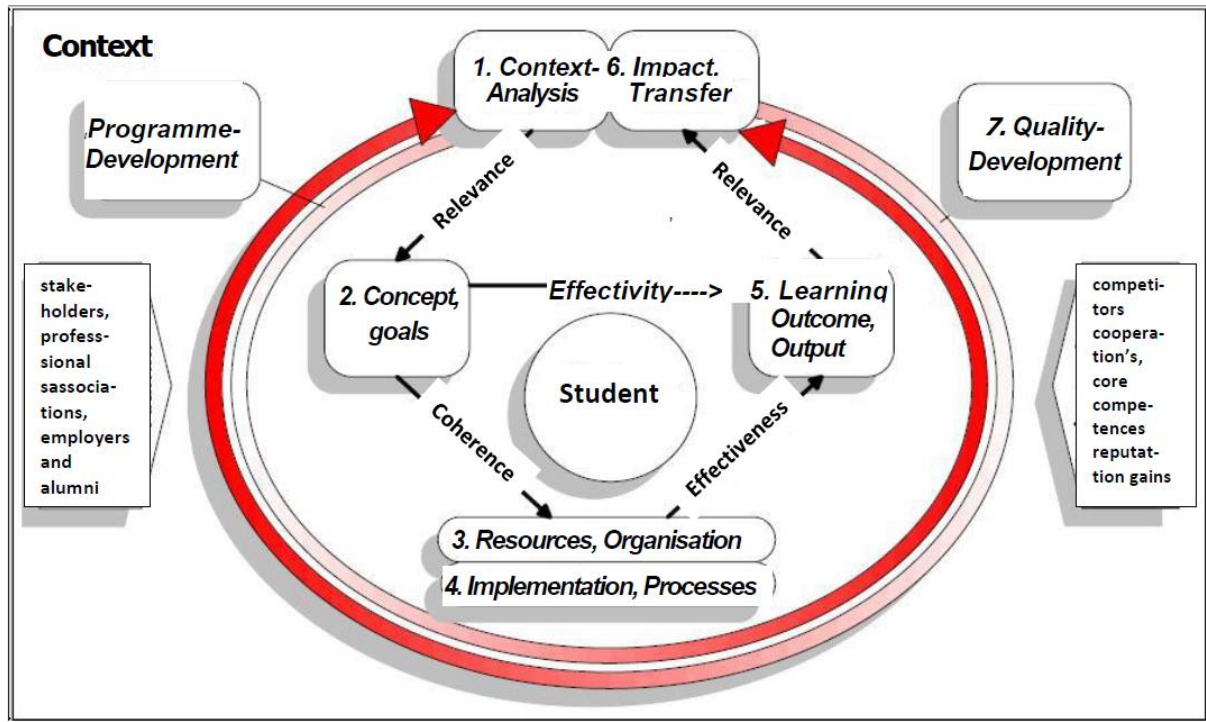 Context
1. Context-
Analysis
6. Impact.
Transfer
,Programme-
Development
7. Quality-
Development
Relevance
Relevance
stake-
holders,
profess-
sional
sassocia-
tions,
employers
and
alumni
2. Concept,
goals
Effectivity---->
5. Learning
Outcome,
Output
competi-
tors
cooperation's,
core
compe-
tences
reputat-
tion gains
Student
Coherence
Effectiveness
3. Resources, Organisation
4. Implementation, Processes